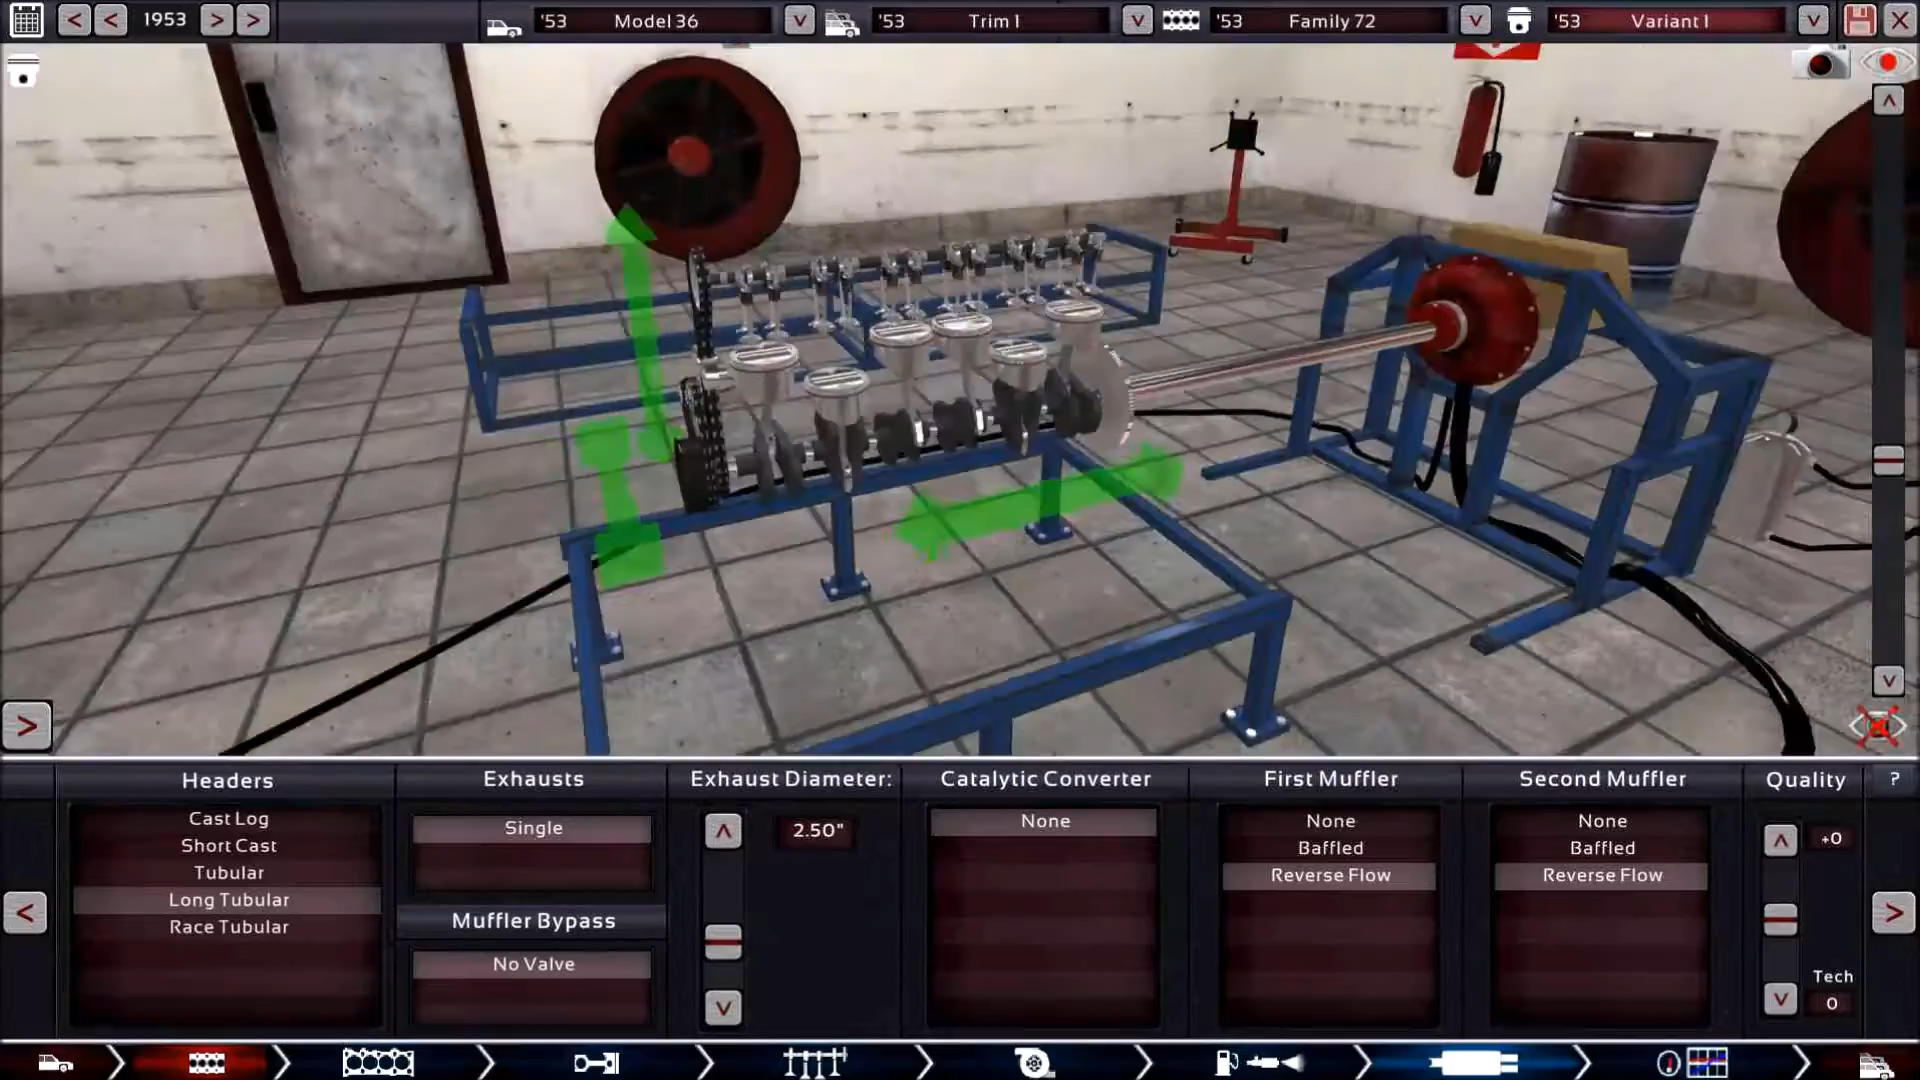 1953
'53 Model 36 V
'53 Trim 1 V
'53 Family 72 V
'53 Variant 1 V
Headers
Cast Log
Short Cast
Tubular
Long Tubular
Race Tubular
Exhausts
Single
Muffler Bypass
No Valve
Exhaust Diameter:
2.50"
Catalytic Converter
None
First Muffler
None
Baffled
Reverse Flow
Second Muffler
None
Baffled
Reverse Flow
Quality
?
+0
Tech
0